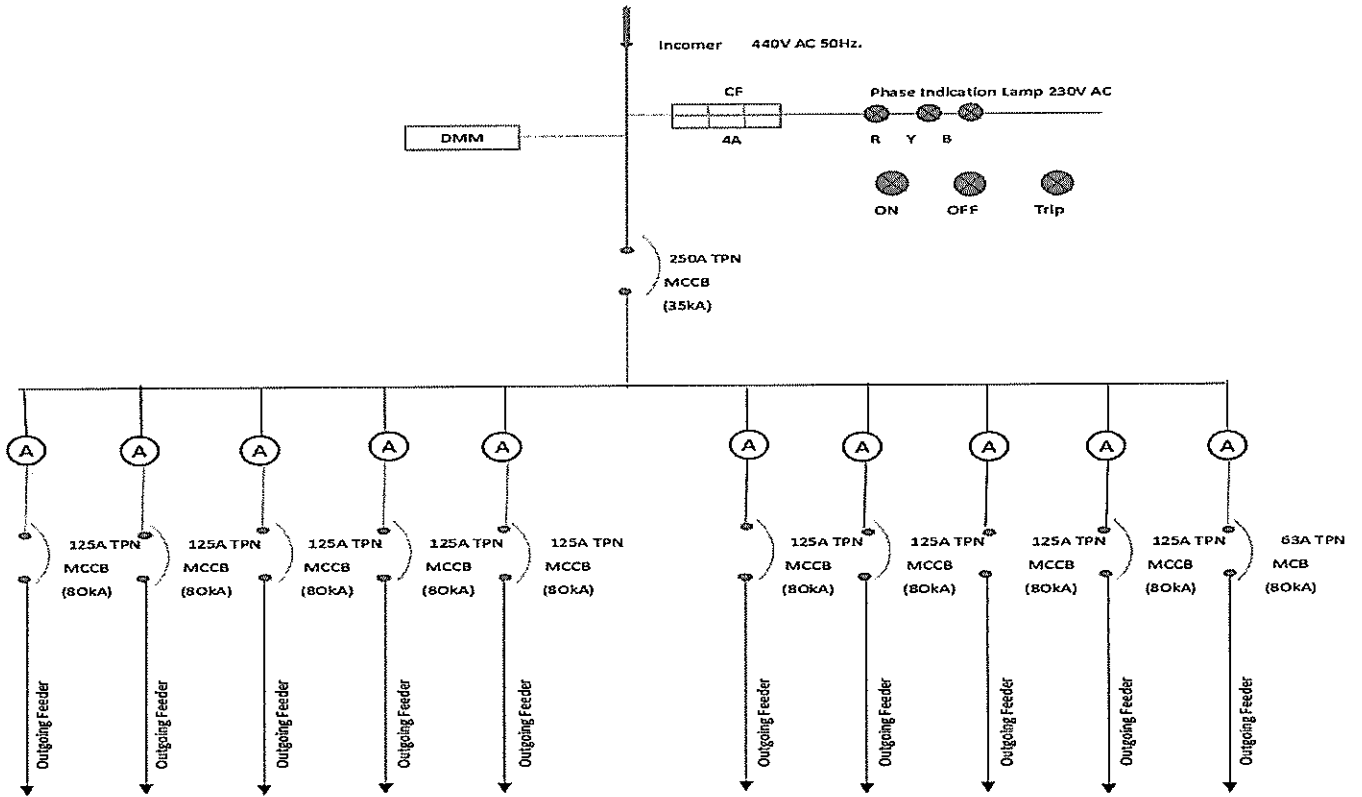 Incomer 440V AC 50Hz.
CF
Phase Indication Lamp 230V AC
DMM
4A
R Y B
ON OFF Trip
250A TPN
MCCB
(35kA)
A A A A A A A A A A
125A TPN 125A TPN 125A TPN 125A TPN 125A TPN 125A TPN 125A TPN 125A TPN 125A TPN 63A TPN
MCCB MCCB MCCB MCCB MCCB MCCB MCCB MCCB MCCB MCB
(80kA) (80kA) (80kA) (80kA) (80kA) (80kA) (80kA) (80kA) (80kA) (80kA)
Outgoing Feeder
Outgoing Feeder
Outgoing Feeder
Outgoing Feeder
Outgoing Feeder
Outgoing Feeder
Outgoing Feeder
Outgoing Feeder
Outgoing Feeder
Outgoing Feeder